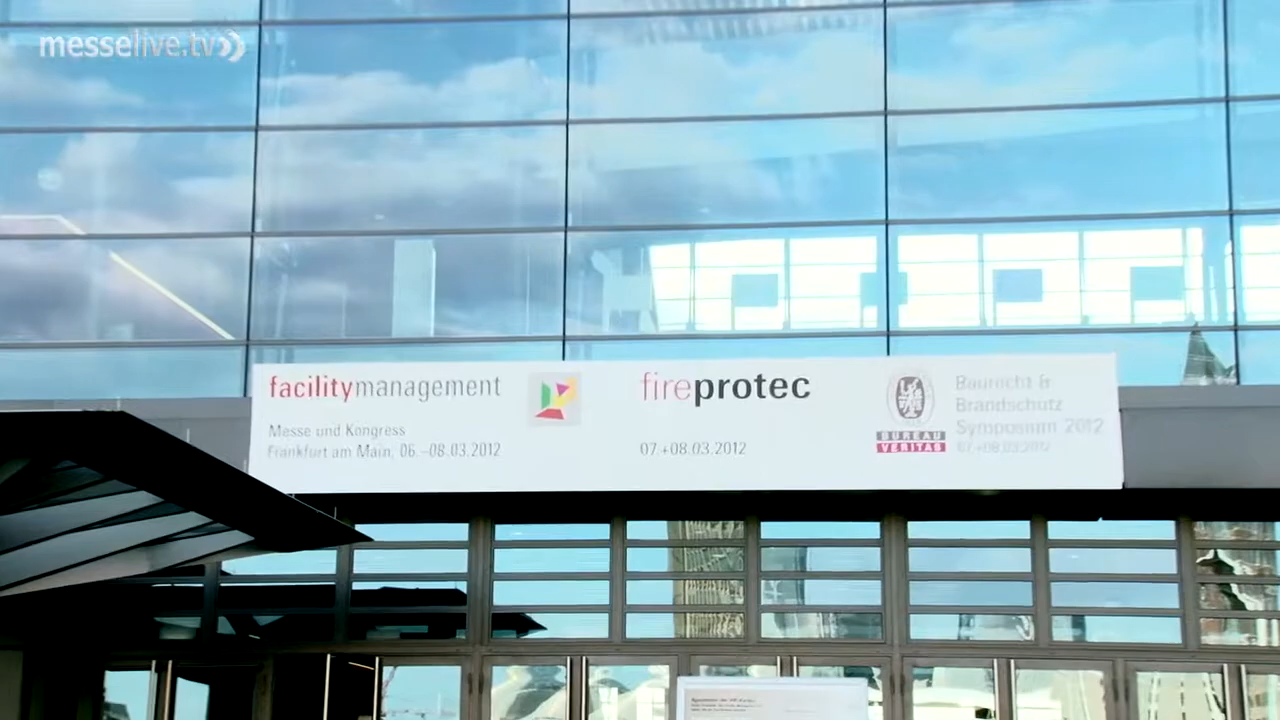 messelive.tv
facilitymanagement
Messe und Kongress
Frankfurt am Main, 06.–08.03.2012
fireprotec
07.+08.03.2012
BUREAU
VERITAS
Baurecht &
Brandschutz
Symposium 2012
07.+08.03.2012